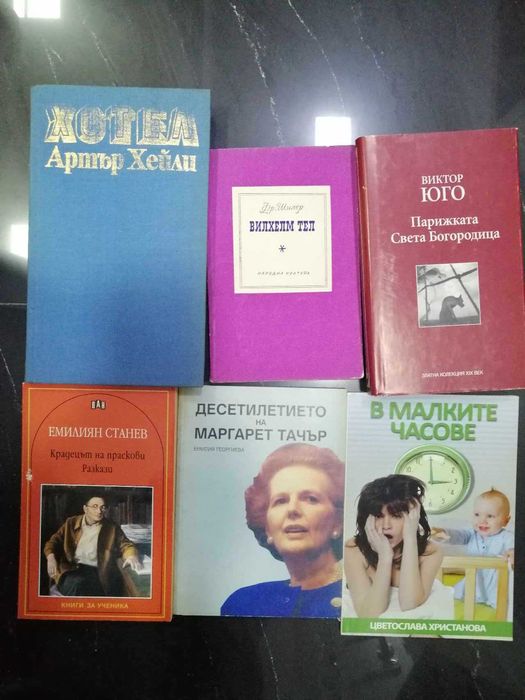 ХОТЕЛ
Артър Хейли
Фр. Шилер
ВИЛХЕЛМ ТЕЛ
*
НАРОДНА КУЛТУРА
ВИКТОР
ЮГО
Парижката
Света Богородица
ЗЛАТНА КОЛЕКЦИЯ XIX ВЕК
ЕМИЛИЯН СТАНЕВ
Крадецът на праскови
Разкази
КНИГИ ЗА УЧЕНИКА
ДЕСЕТИЛЕТИЕТО
НА
МАРГАРЕТ ТАЧЪР
ГЕОРГИЕВА
В МАЛКИТЕ
ЧАСОВЕ
ЦВЕТОСЛАВА ХРИСТАНОВА